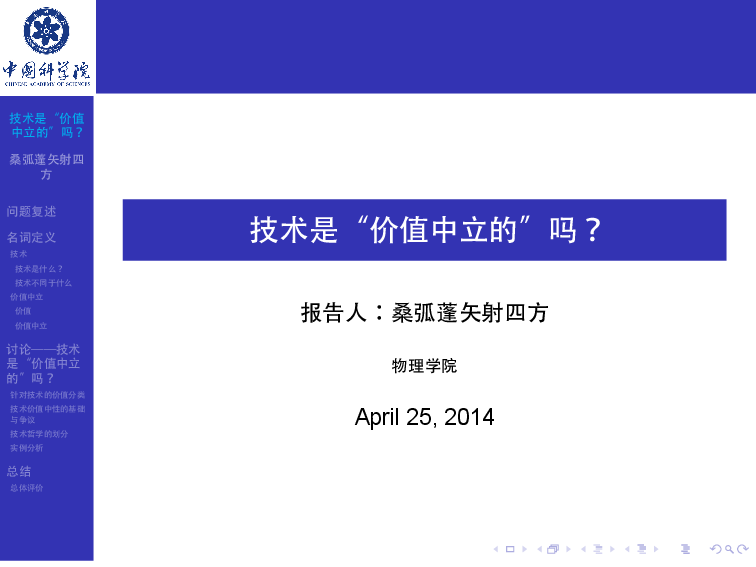 中国科学院
CHINESE ACADEMY OF SCIENCES
技术是“价值
中立的”吗？
桑弧蓬矢射四
方
问题复述
名词定义
技术
技术是什么？
技术不同于什么
价值中立
价值
价值中立
讨论——技术
是“价值中立
的”吗？
针对技术的价值分类
技术价值中性的基础
与争议
技术哲学的划分
实例分析
总结
总体评价
技术是“价值中立的”吗？
报告人：桑弧蓬矢射四方
物理学院
April 25, 2014